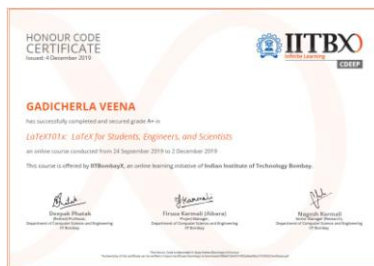 HONOUR CODE
CERTIFICATE
Issued: 4 December 2019
IITBX
Infinite Learning
CDEEP
GADICHERLA VEENA
has successfully completed and secured grade A+ in
LaTeX101x: LaTeX for Students, Engineers, and Scientists
an online course conducted from 24 September 2019 to 2 December 2019
This course is offered by IITBombayX, an online learning initiative of Indian Institute of Technology Bombay.
Deepak Phatak
Department of Computer Science and Engineering
IIT Bombay
Firuza Karmali (Aibara)
Project Manager,
Department of Computer Science and Engineering
IIT Bombay
Nagesh Karmali
Department of Computer Science and Engineering
IIT Bombay